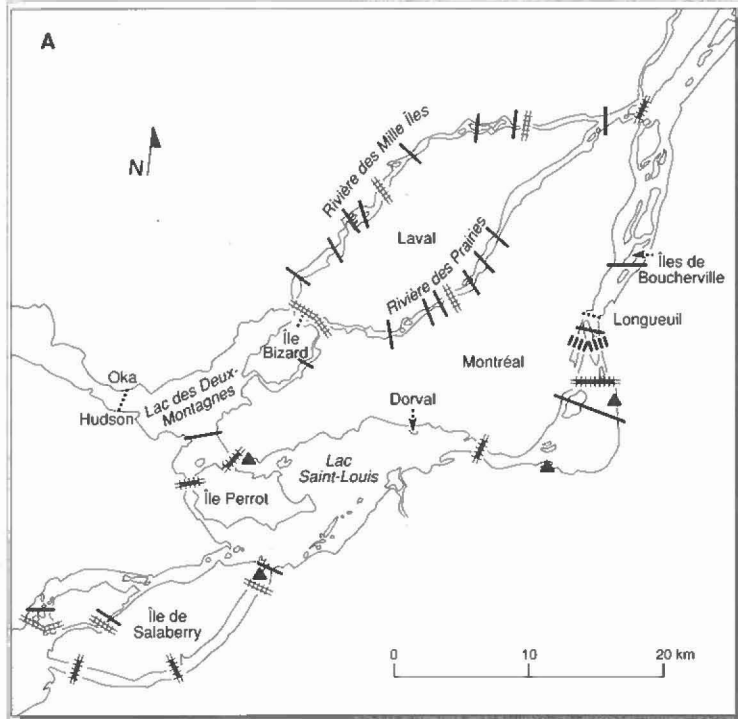 A
N
Rivière des Mille Îles
Laval
Rivière des Prairies
Îles de
Boucherville
Longueuil
Île
Bizard
Montréal
Oka
Lac des Deux-
Montagnes
Hudson
Dorval
Lac
Saint-Louis
Île Perrot
Île de
Salaberry
0 10 20 km